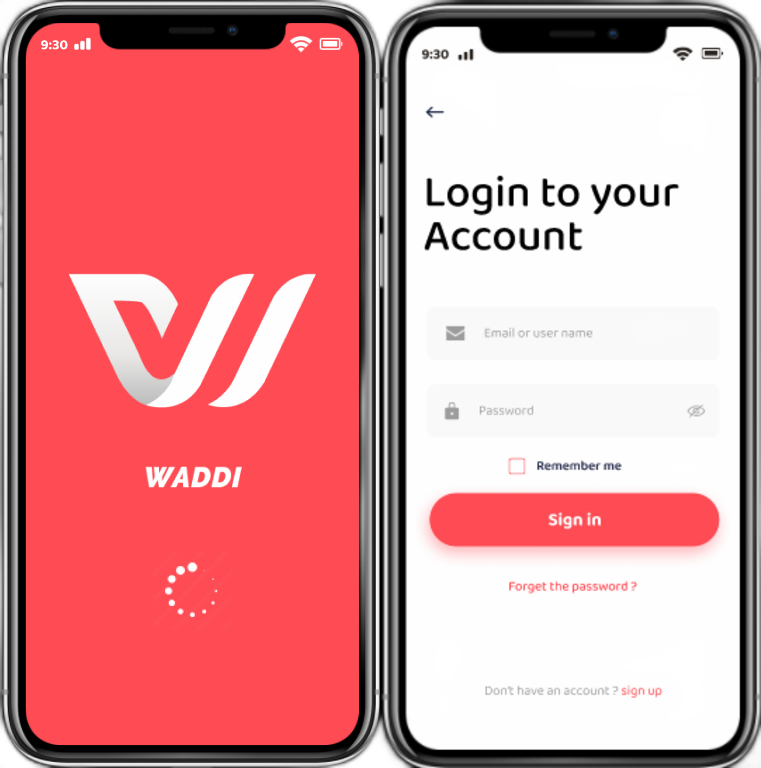 9:30
WADDI
9:30
Login to your
Account
Email or user name
Password
Remember me
Sign in
Forget the password ?
Don't have an account ? sign up